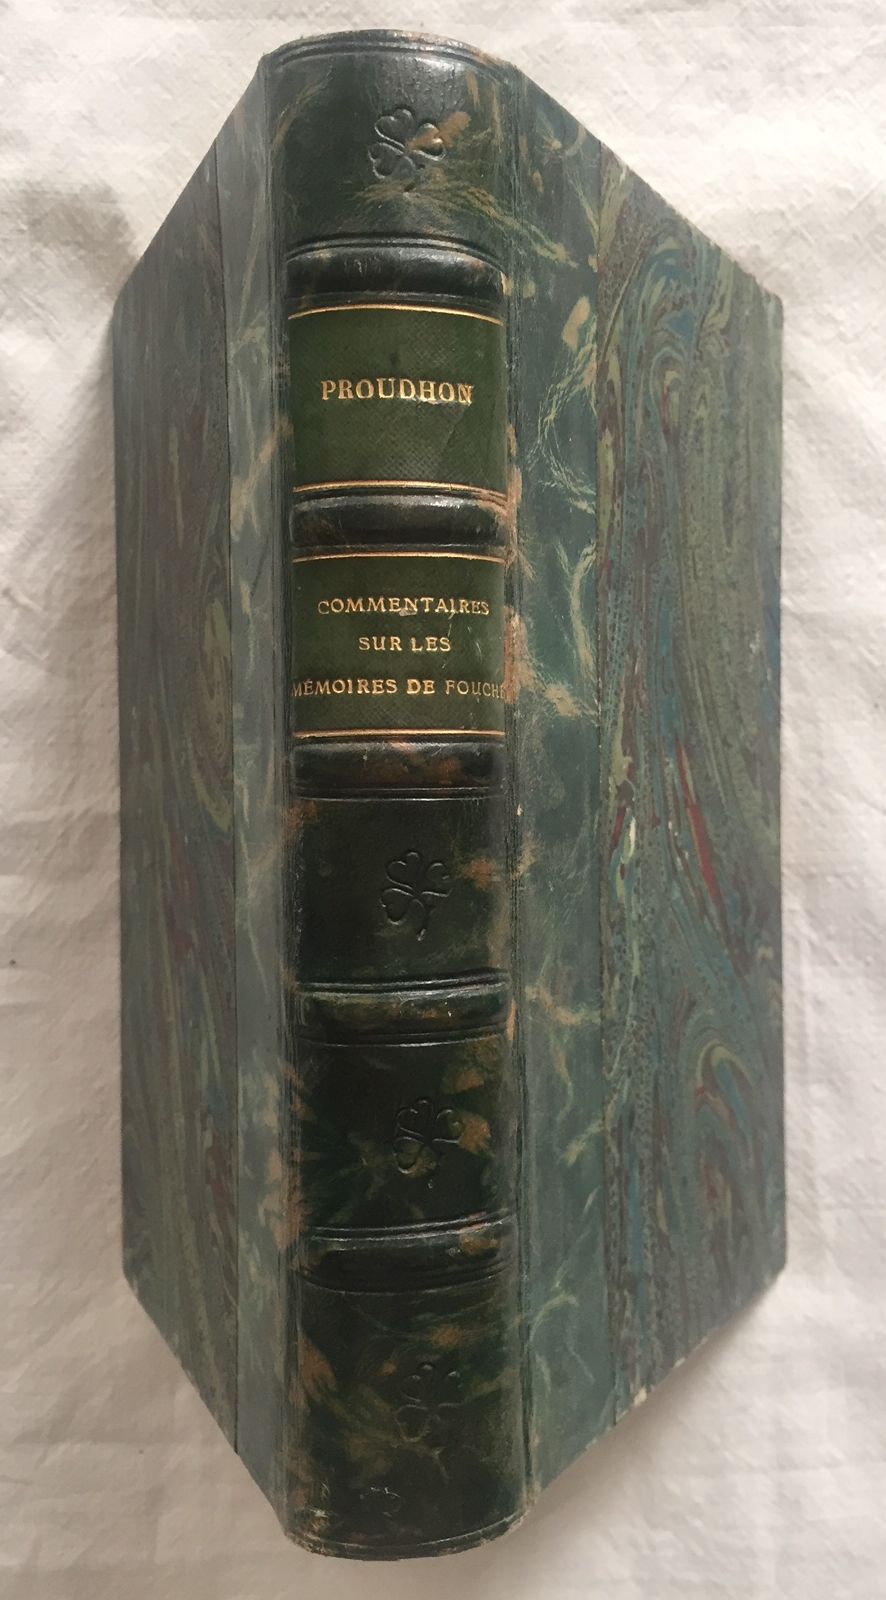 PROUDHON
COMMENTAIRES
SUR LES
MÉMOIRES DE FOUCHÉ